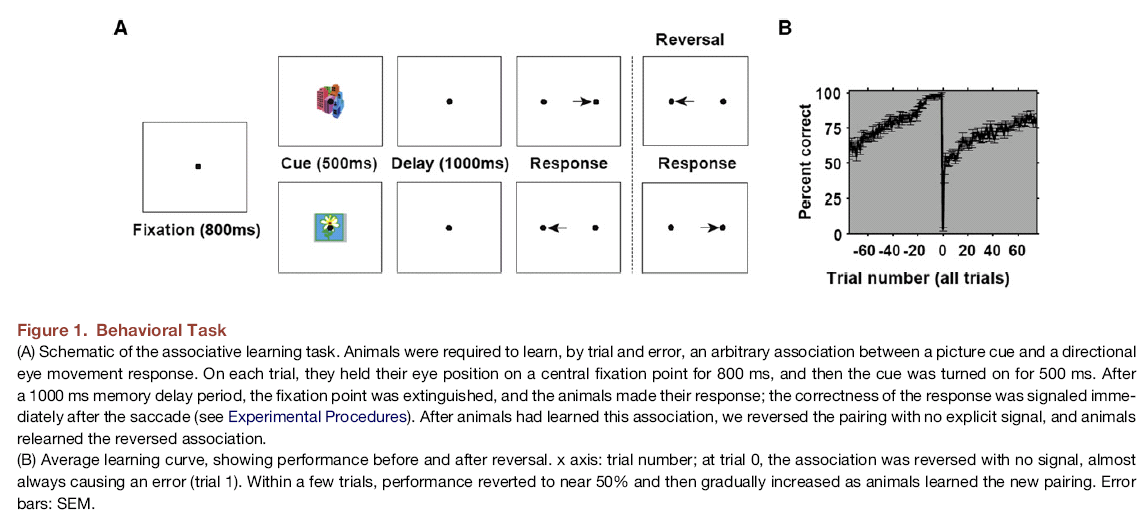 A
B
Reversal
Cue (500ms)
Delay (1000ms)
Response
Response
Fixation (800ms)
Percent correct
100
75
50
25
0
-60 -40 -20 0 20 40 60
Trial number (all trials)
Figure 1. Behavioral Task
(A) Schematic of the associative learning task. Animals were required to learn, by trial and error, an arbitrary association between a picture cue and a directional
eye movement response. On each trial, they held their eye position on a central fixation point for 800 ms, and then the cue was turned on for 500 ms. After
a 1000 ms memory delay period, the fixation point was extinguished, and the animals made their response; the correctness of the response was signaled imme-
diately after the saccade (see Experimental Procedures). After animals had learned this association, we reversed the pairing with no explicit signal, and animals
relearned the reversed association.
(B) Average learning curve, showing performance before and after reversal. x axis: trial number; at trial 0, the association was reversed with no signal, almost
always causing an error (trial 1). Within a few trials, performance reverted to near 50% and then gradually increased as animals learned the new pairing. Error
bars: SEM.